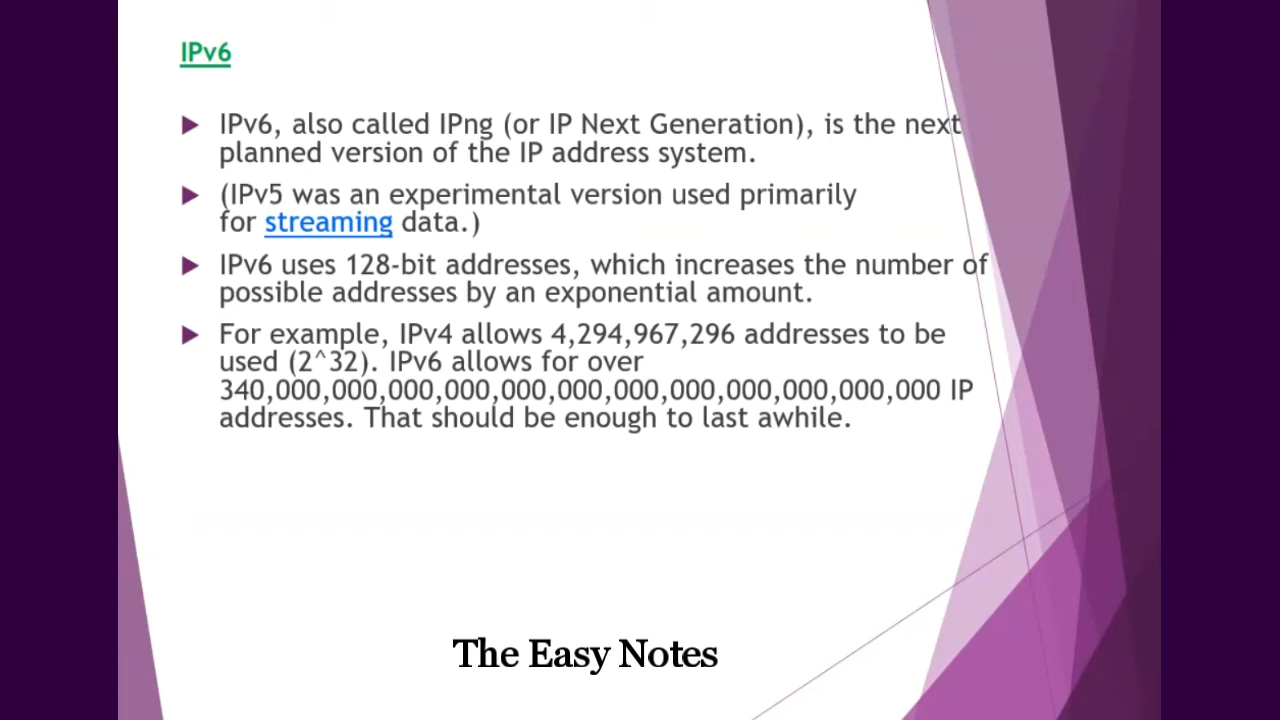 IPv6
IPv6, also called IPng (or IP Next Generation), is the next
planned version of the IP address system.
(IPv5 was an experimental version used primarily
for streaming data.)
IPv6 uses 128-bit addresses, which increases the number of
possible addresses by an exponential amount.
For example, IPv4 allows 4,294,967,296 addresses to be
used (2^32). IPv6 allows for over
340,000,000,000,000,000,000,000,000,000,000,000,000 IP
addresses. That should be enough to last awhile.
The Easy Notes